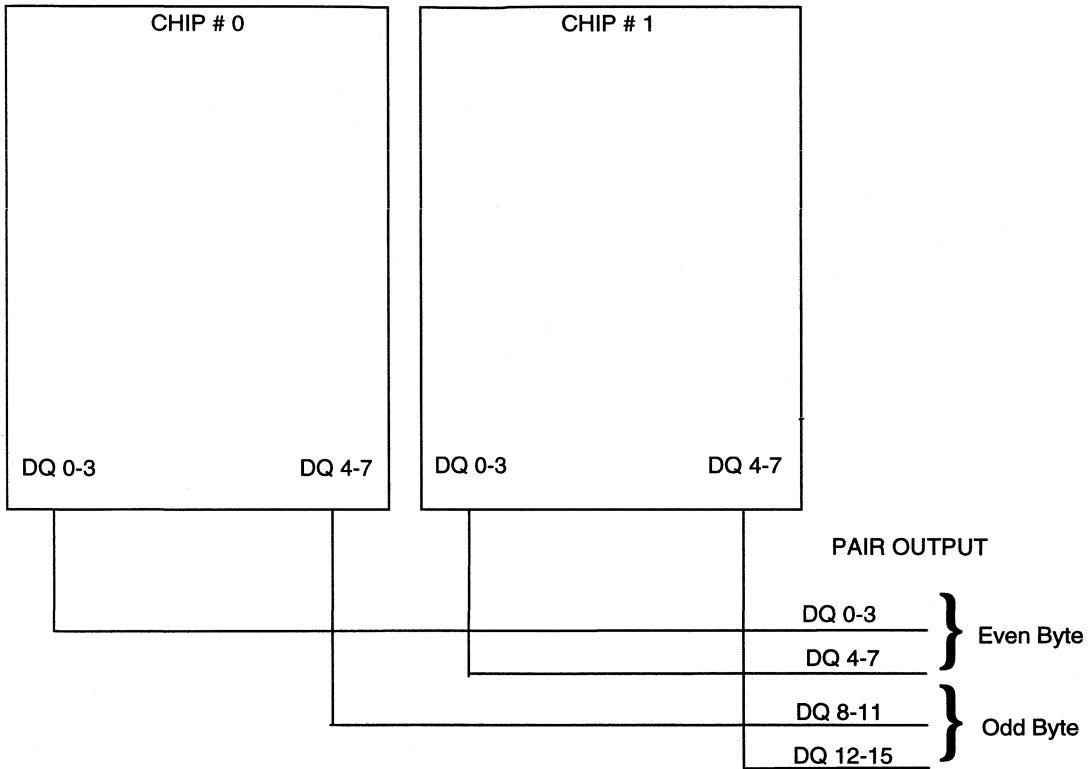 CHIP # 0
CHIP # 1
DQ 0-3
DQ 4-7
DQ 0-3
DQ 4-7
PAIR OUTPUT
DQ 0-3
DQ 4-7
Even Byte
DQ 8-11
DQ 12-15
Odd Byte